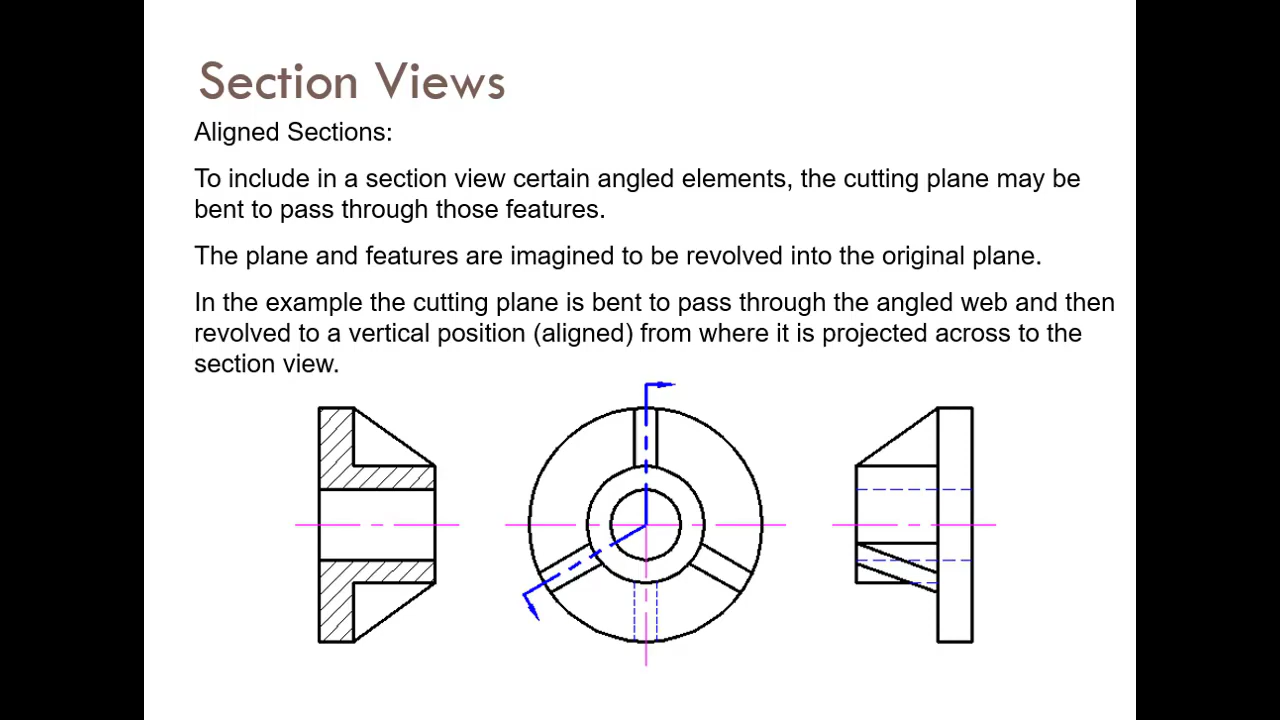 Section Views
Aligned Sections:
To include in a section view certain angled elements, the cutting plane may be
bent to pass through those features.
The plane and features are imagined to be revolved into the original plane.
In the example the cutting plane is bent to pass through the angled web and then
revolved to a vertical position (aligned) from where it is projected across to the
section view.